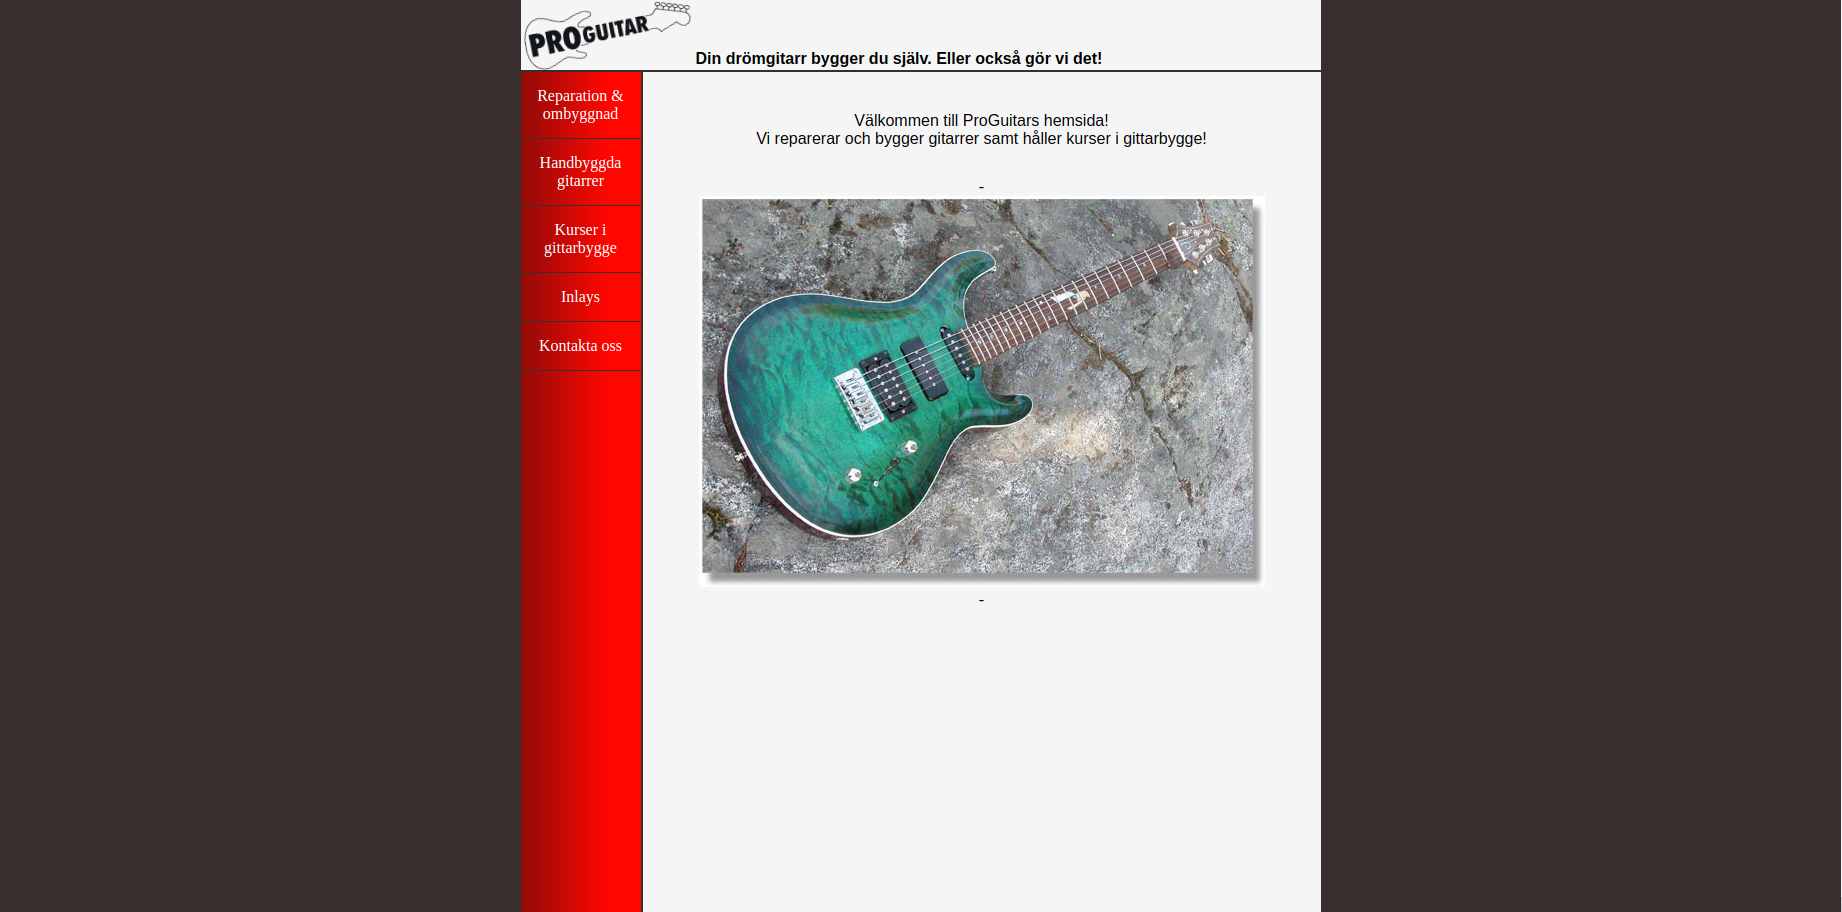 PROGUITAR
Din drömgitarr bygger du själv. Eller också gör vi det!
Reparation &
ombyggnad
Handbyggda
gitarrer
Kurser i
gittarbygge
Inlays
Kontakta oss
Välkommen till ProGuitars hemsida!
Vi reparerar och bygger gitarrer samt håller kurser i gittarbygge!
-
-